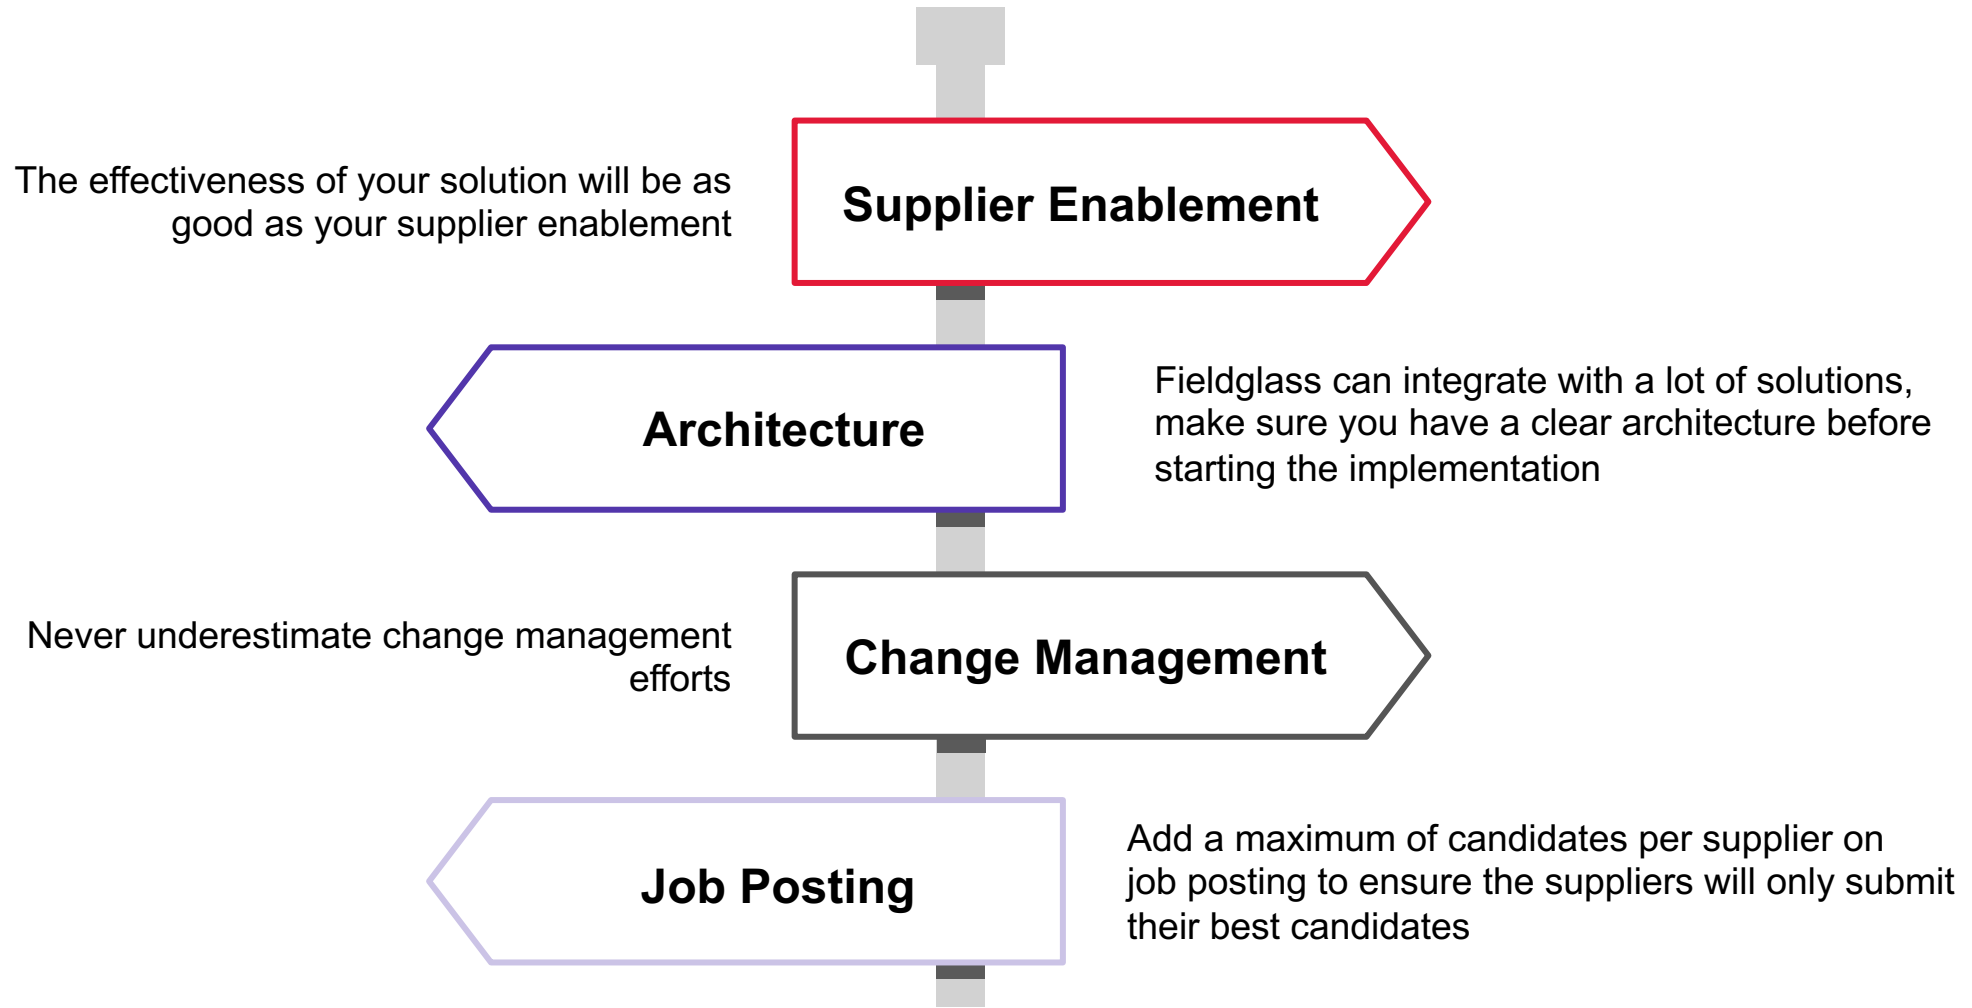 The effectiveness of your solution will be as
good as your supplier enablement
Supplier Enablement
Architecture
Fieldglass can integrate with a lot of solutions,
make sure you have a clear architecture before
starting the implementation
Never underestimate change management
efforts
Change Management
Job Posting
Add a maximum of candidates per supplier on
job posting to ensure the suppliers will only submit
their best candidates